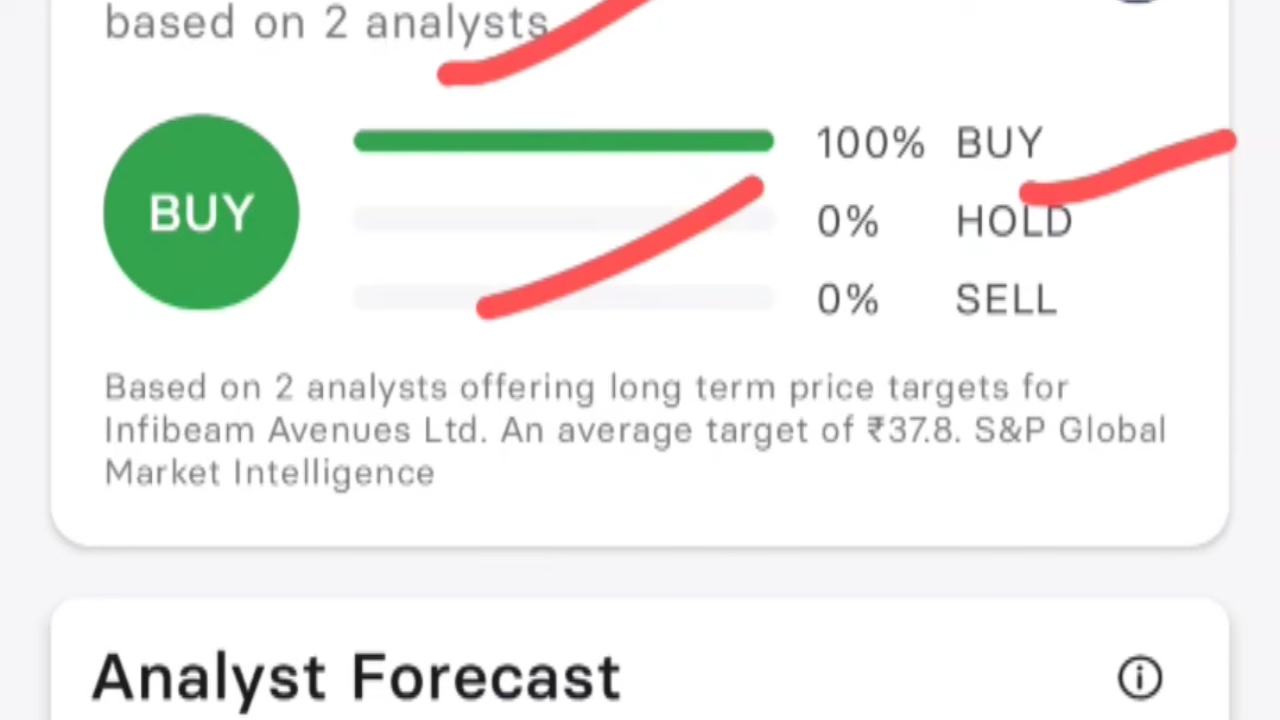 based on 2 analysts
BUY
100% BUY
0% HOLD
0% SELL
Based on 2 analysts offering long term price targets for
Infibeam Avenues Ltd. An average target of ₹37.8. S&P Global
Market Intelligence
Analyst Forecast